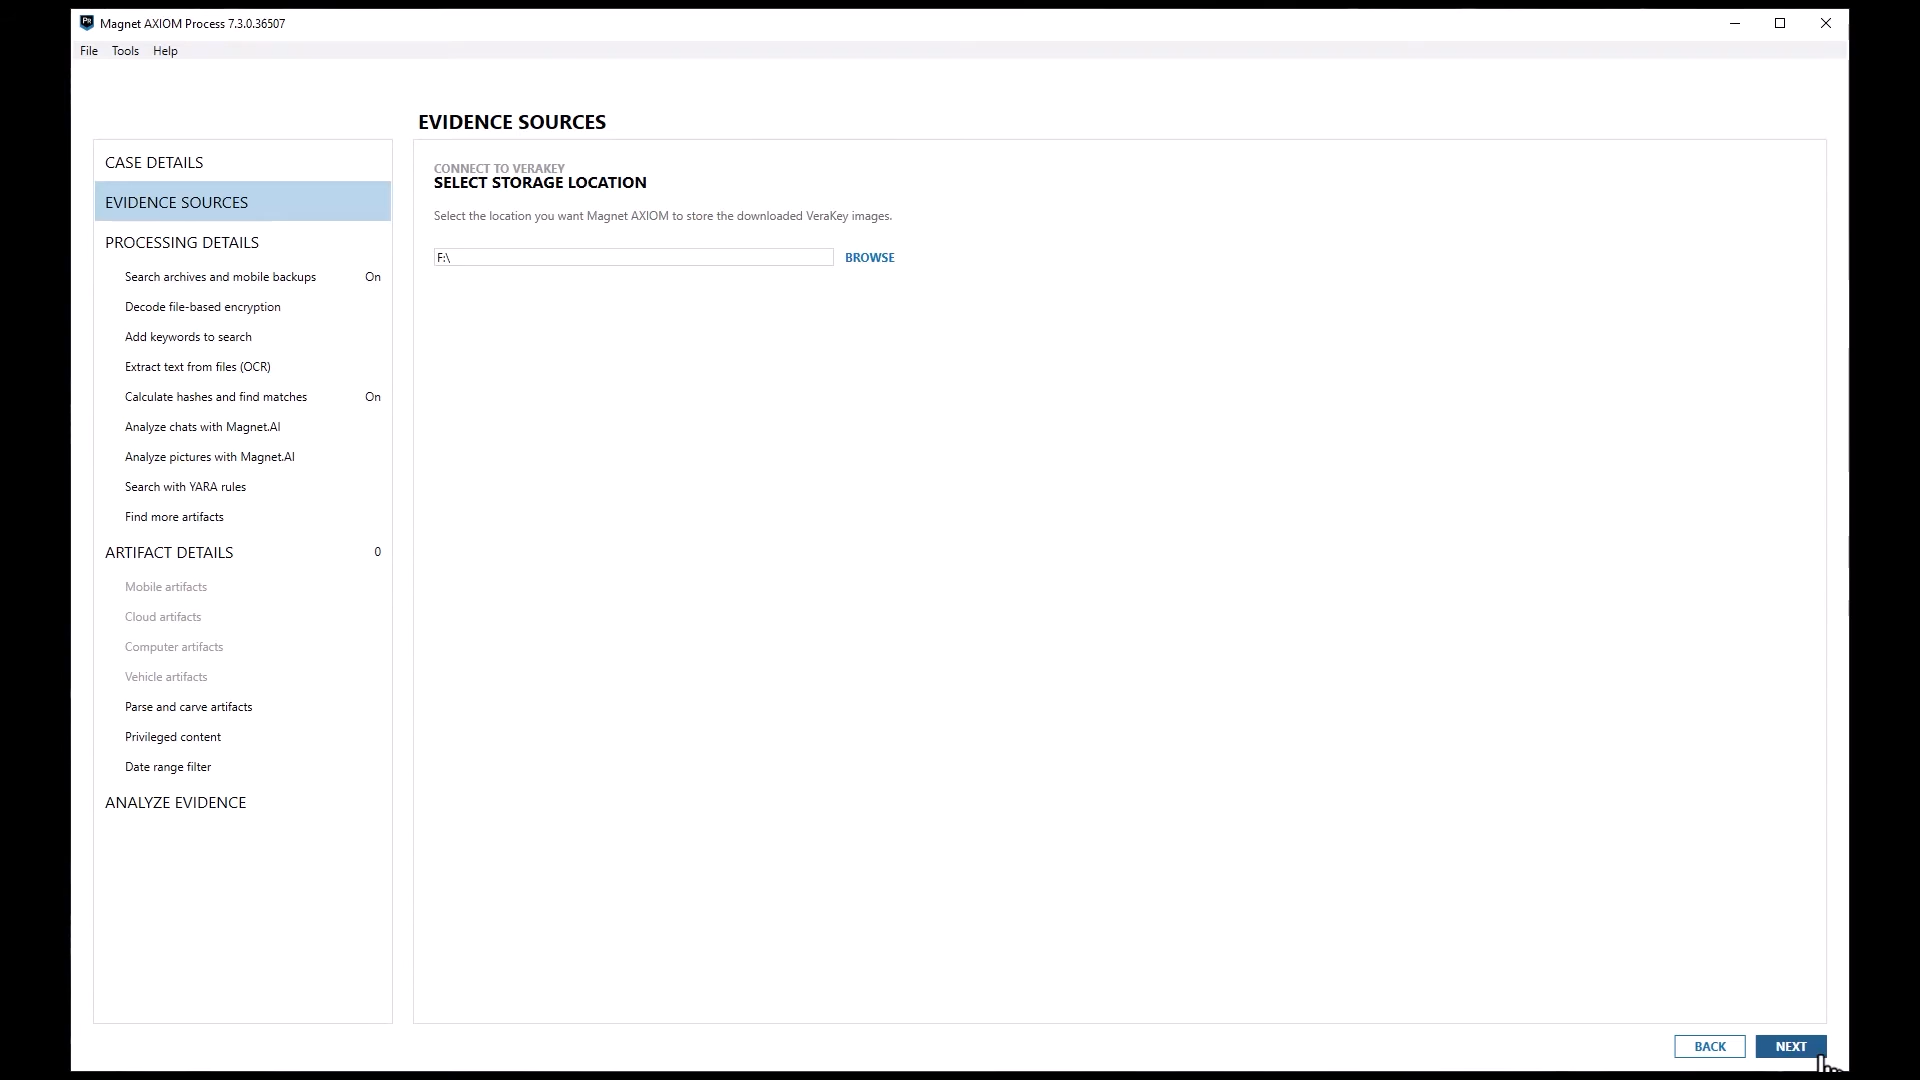 Magnet AXIOM Process 7.3.0.36507
File Tools Help
EVIDENCE SOURCES
CASE DETAILS
EVIDENCE SOURCES
PROCESSING DETAILS
Search archives and mobile backups On
Decode file-based encryption
Add keywords to search
Extract text from files (OCR)
Calculate hashes and find matches On
Analyze chats with Magnet.AI
Analyze pictures with Magnet.AI
Search with YARA rules
Find more artifacts
ARTIFACT DETAILS 0
Mobile artifacts
Cloud artifacts
Computer artifacts
Vehicle artifacts
Parse and carve artifacts
Privileged content
Date range filter
ANALYZE EVIDENCE
CONNECT TO VERAKEY
SELECT STORAGE LOCATION
Select the location you want Magnet AXIOM to store the downloaded VeraKey images.
F:\ BROWSE
BACK NEXT